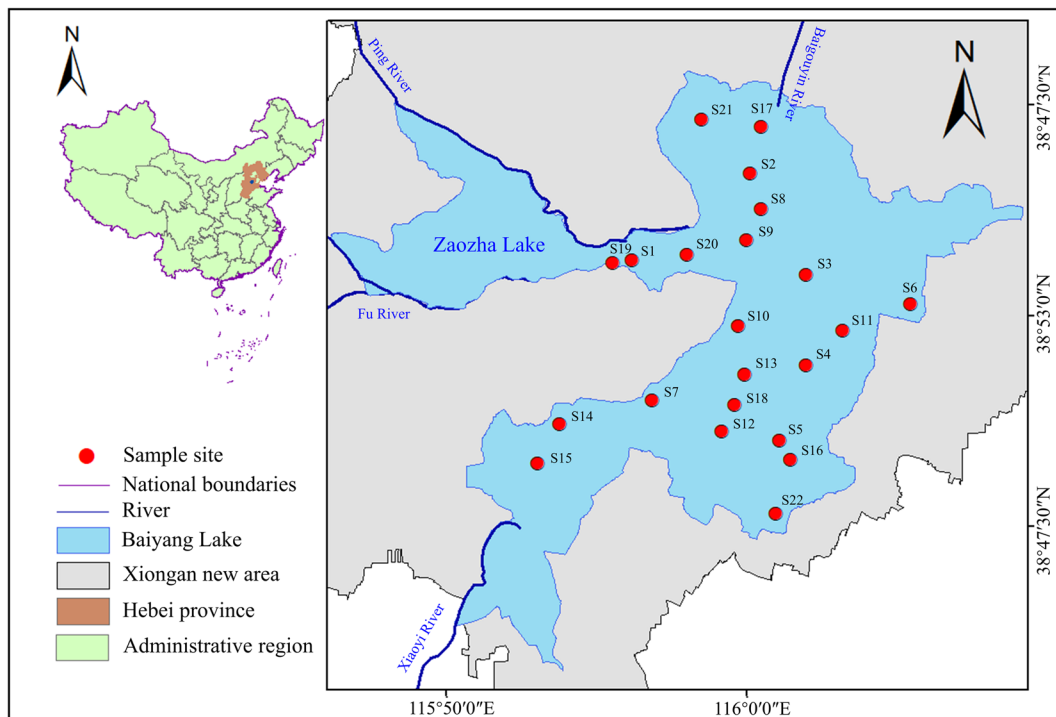 N
N
Ping River
Baigouyin River
S21
S17
S2
S8
S9
S20
S1
S19
Zaozha Lake
S3
S6
Fu River
S10
S11
S4
S13
S7
S18
S14
S12
S5
S15
S16
S22
Xiaoyi River
38°47'30"N
38°53'0"N
38°47'30"N
115°50'0"E
116°0'0"E
Sample site
National boundaries
River
Baiyang Lake
Xiongan new area
Hebei province
Administrative region